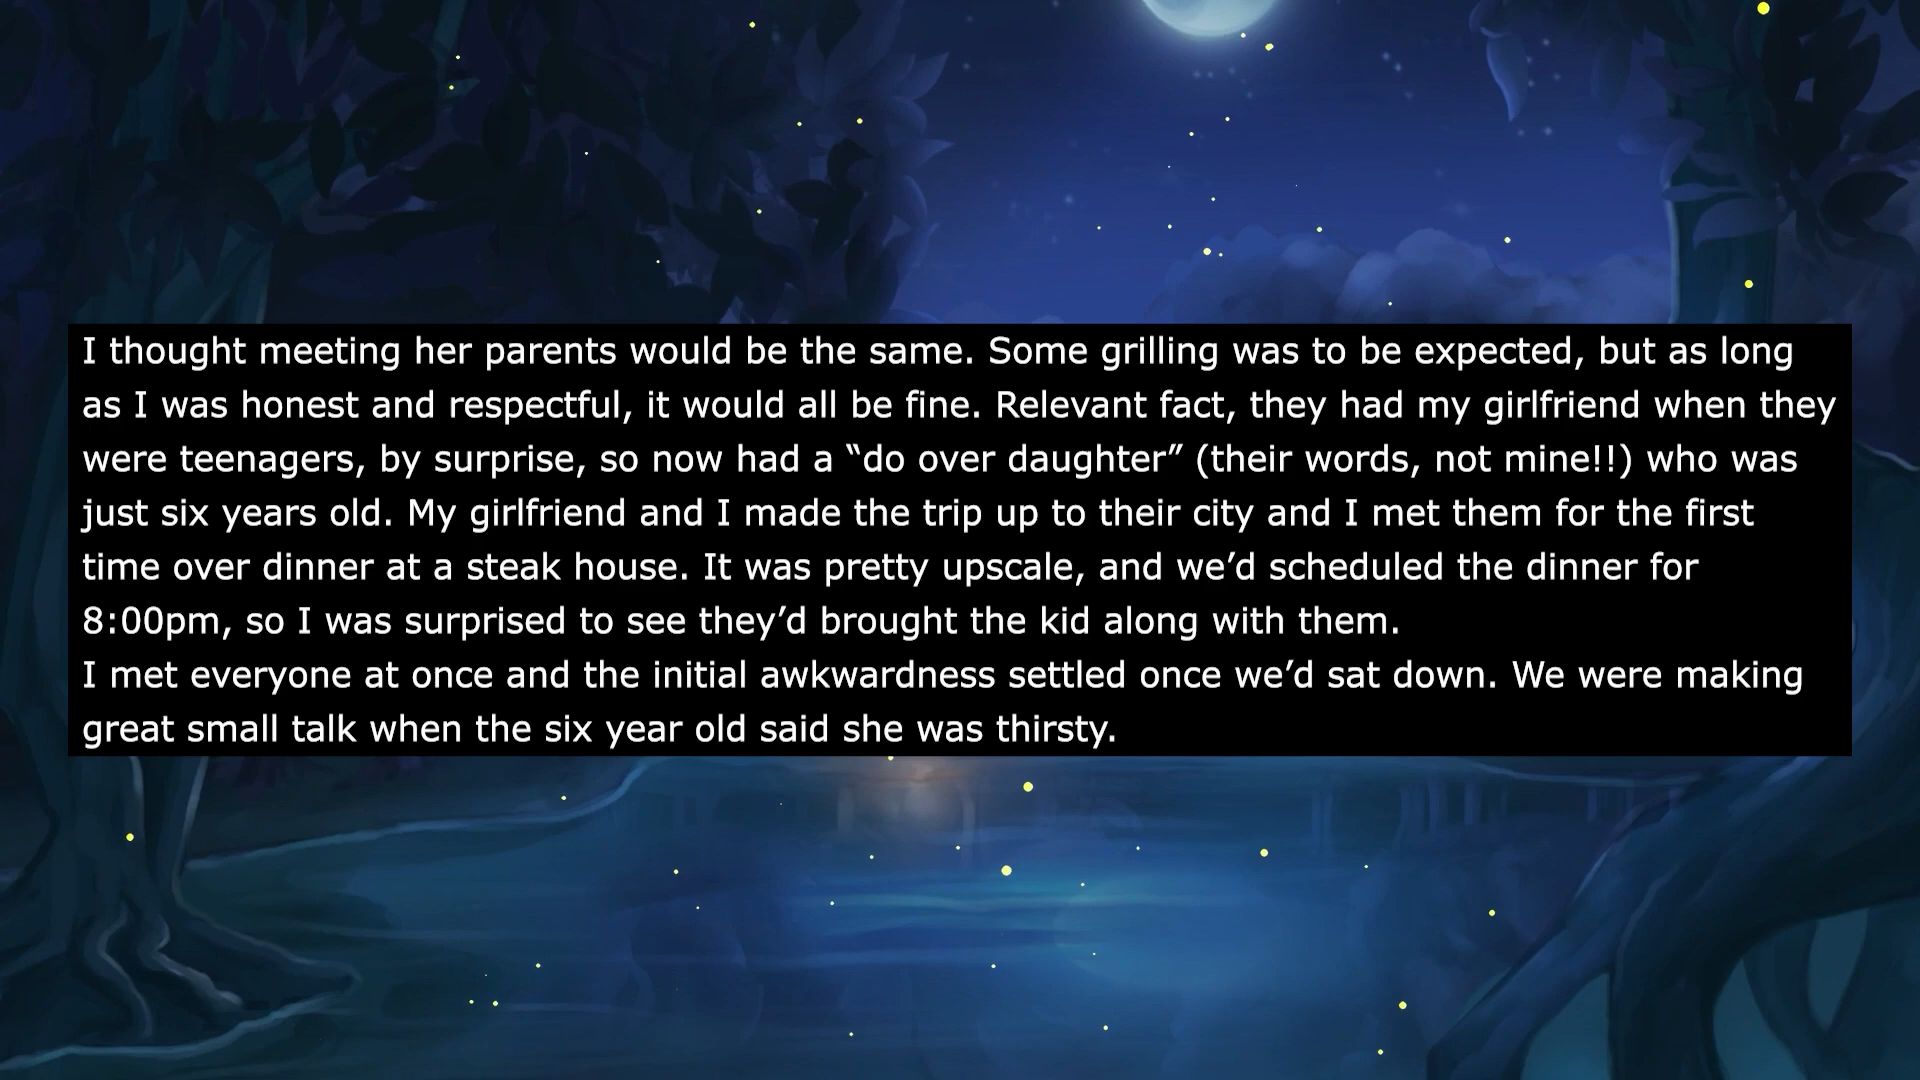 I thought meeting her parents would be the same. Some grilling was to be expected, but as long
as I was honest and respectful, it would all be fine. Relevant fact, they had my girlfriend when they
were teenagers, by surprise, so now had a “do over daughter” (their words, not mine!!) who was
just six years old. My girlfriend and I made the trip up to their city and I met them for the first
time over dinner at a steak house. It was pretty upscale, and we’d scheduled the dinner for
8:00pm, so I was surprised to see they’d brought the kid along with them.
I met everyone at once and the initial awkwardness settled once we’d sat down. We were making
great small talk when the six year old said she was thirsty.